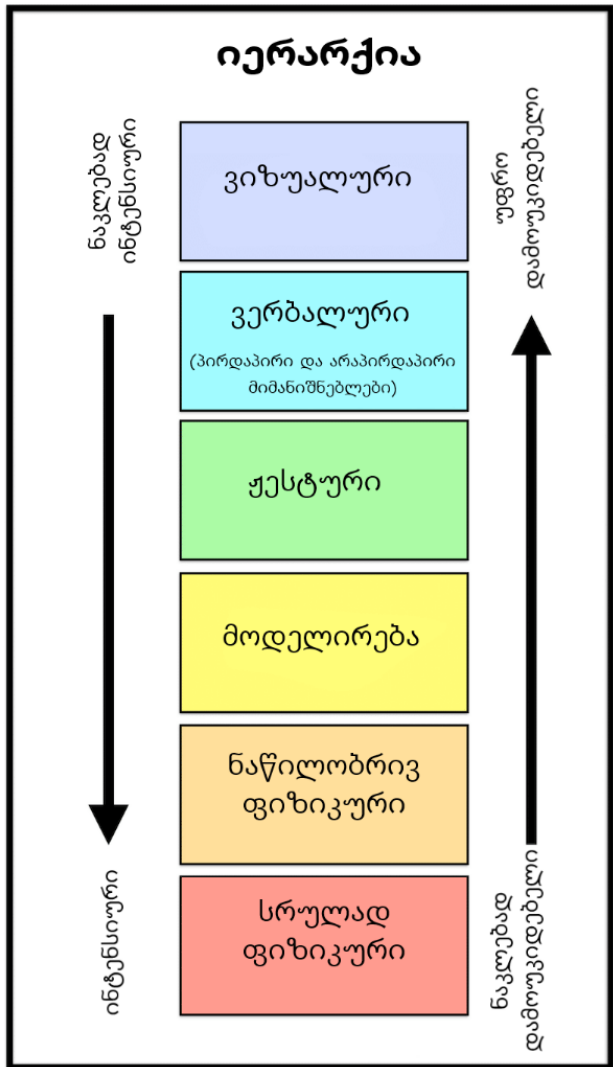 იერარქია
ნაკლებად
ინტენსიური
უფრო
დამოუკიდებელი
ვიზუალური
ვერბალური
(პირდაპირი და არაპირდაპირი
მიმანიშნებლები)
ჟესტური
მოდელირება
ნაწილობრივ
ფიზიკური
სრულად
ფიზიკური
ინტენსიური
ნაკლებად
დამოუკიდებელი